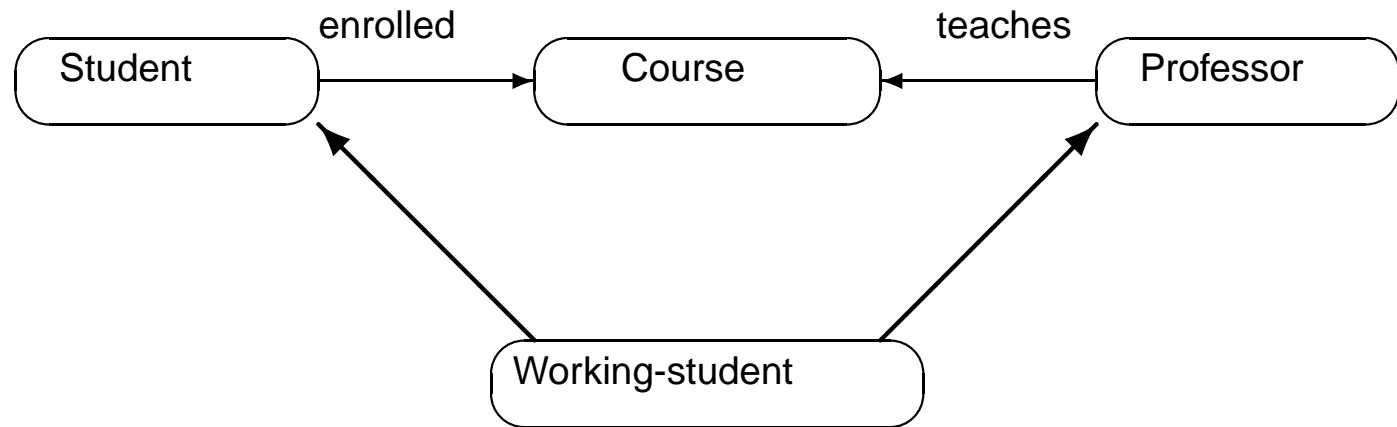 enrolled
teaches
Student
Course
Professor
Working-student